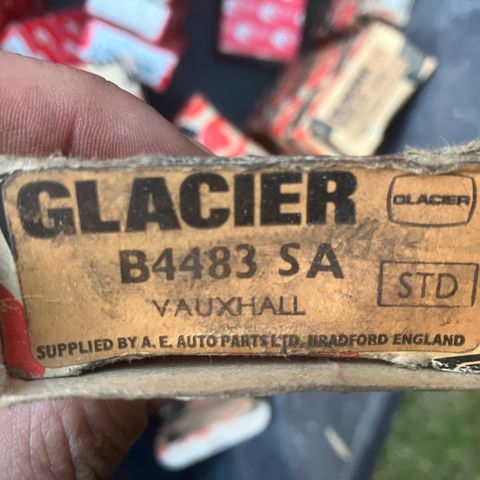 GLACIER
GLACIER
B4483 SA
STD
VAUXHALL
SUPPLIED BY A. E. AUTO PARTS LTD, BRADFORD ENGLAND